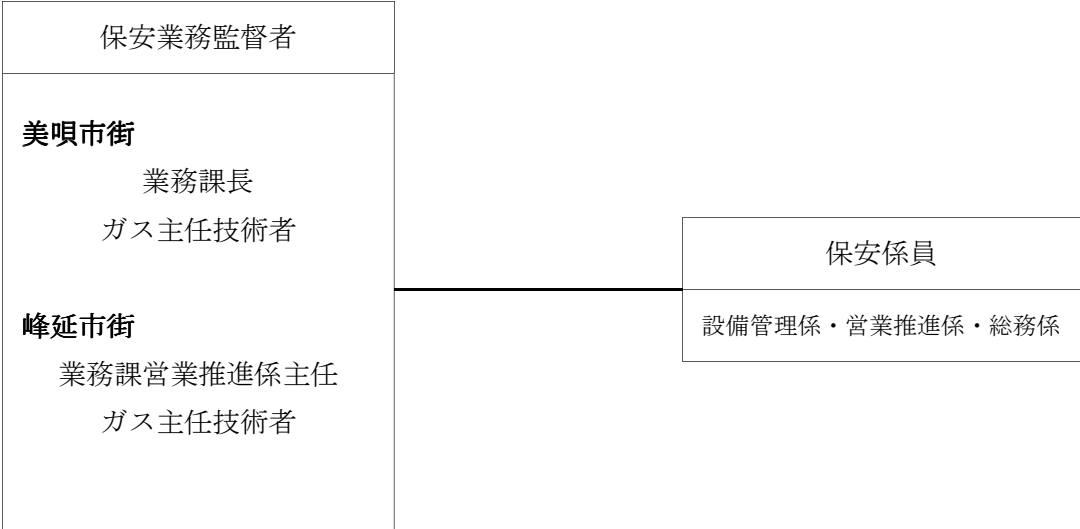 保安業務監督者
美唄市街
業務課長
ガス主任技術者
峰延市街
業務課営業推進係主任
ガス主任技術者
保安係員
設備管理係・営業推進係・総務係